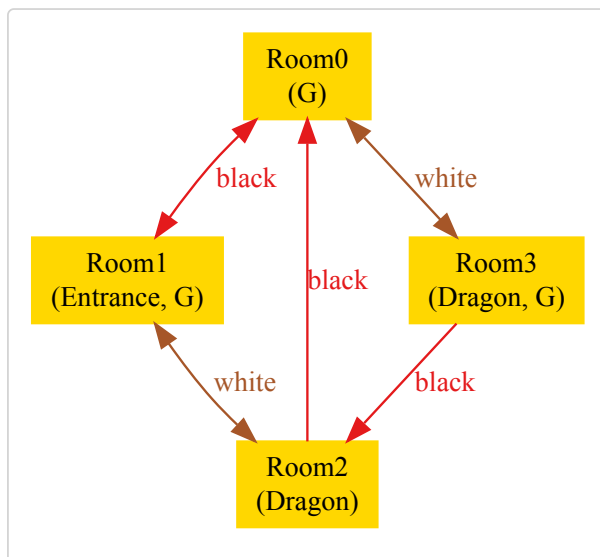 Room0
(G)
black
white
Room1
(Entrance, G)
black
Room3
(Dragon, G)
white
black
Room2
(Dragon)